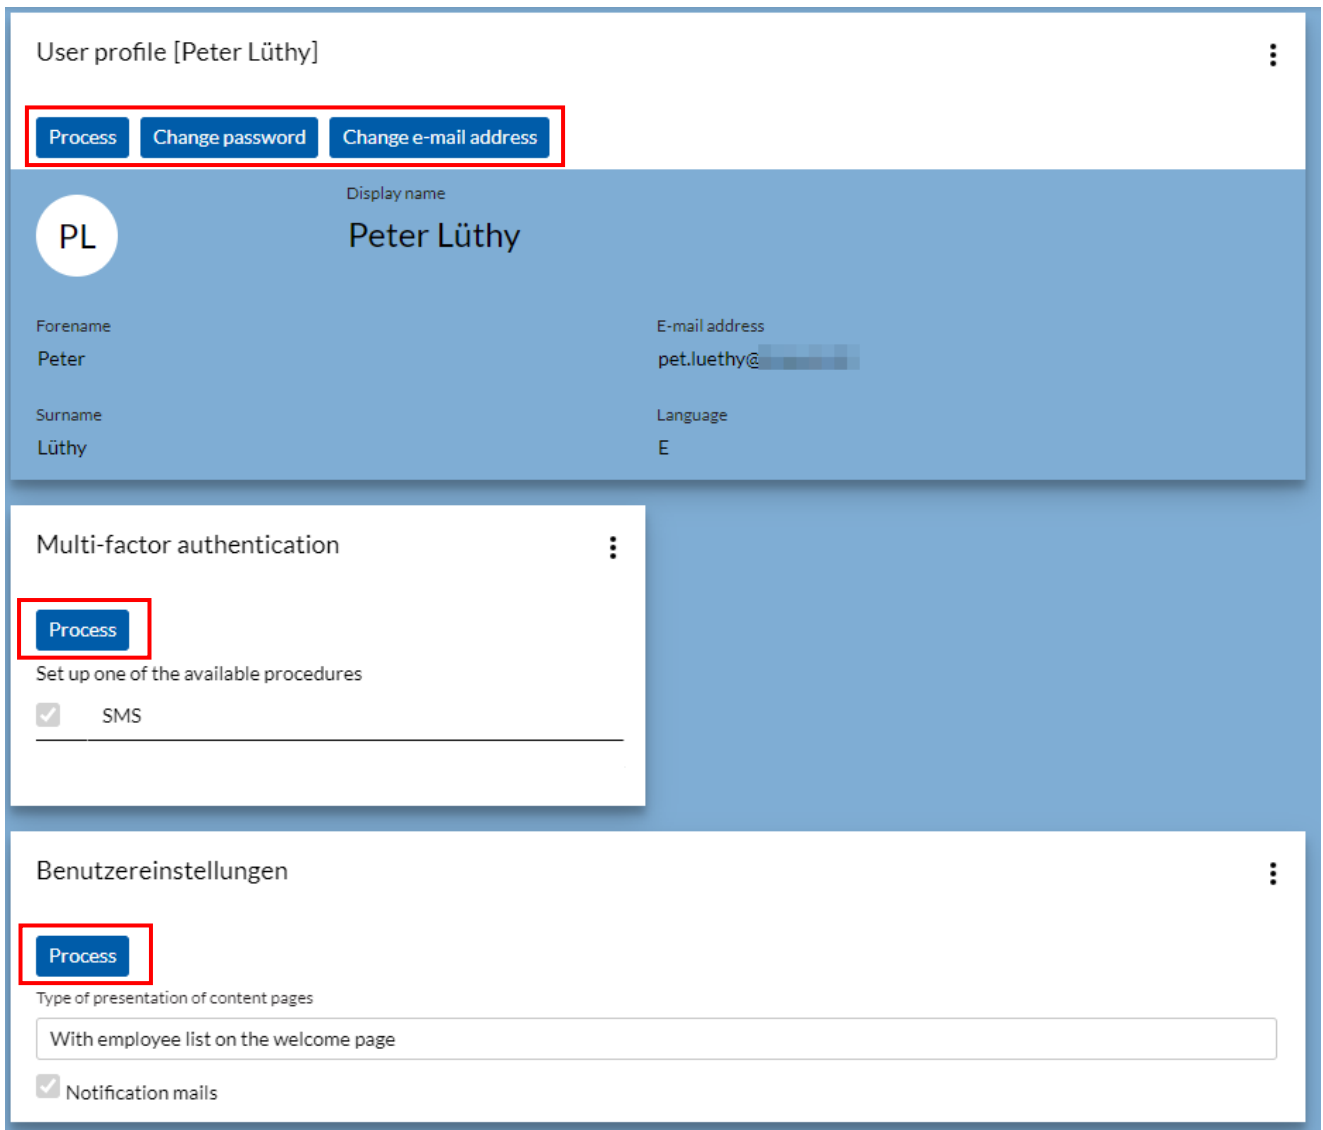 User profile [Peter Lüthy]
Process Change password Change e-mail address
PL
Display name
Peter Lüthy
Forename
Peter
E-mail address
pet.luethy@
Surname
Lüthy
Language
E
Multi-factor authentication
Process
Set up one of the available procedures
SMS
Benutzereinstellungen
Process
Type of presentation of content pages
With employee list on the welcome page
Notification mails